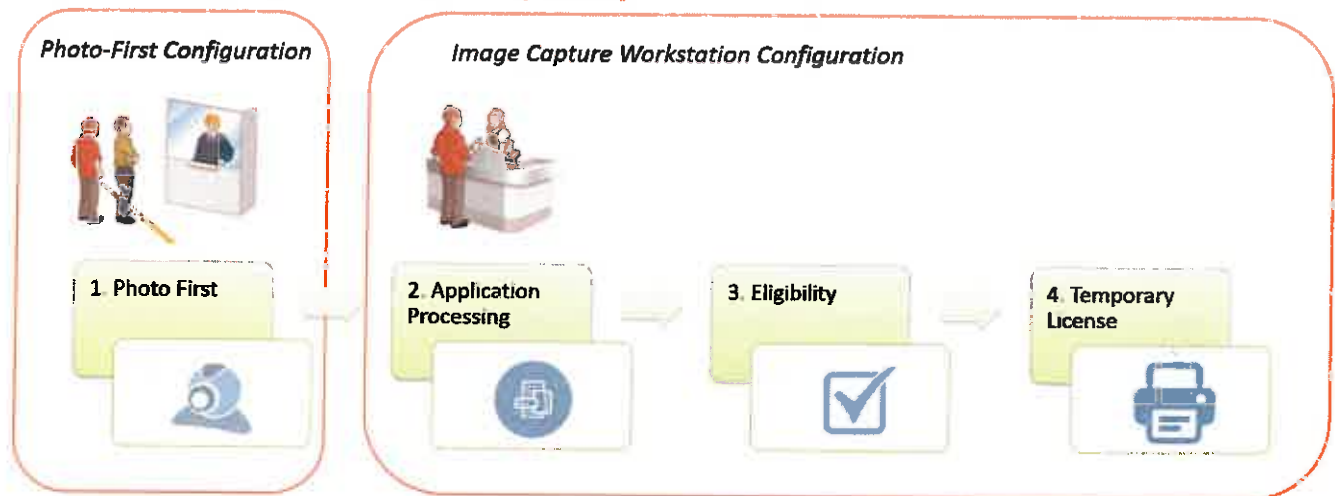 Photo-First Configuration
Image Capture Workstation Configuration
1. Photo First
2. Application
Processing
3. Eligibility
4. Temporary
License